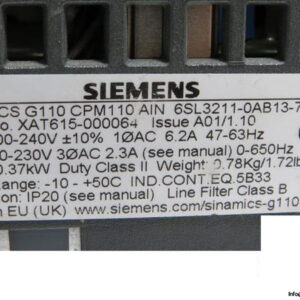 SIEMENS
CS G110 CPM110 AIN 6SL3211-0AB13-7
o. XAT615-000064 Issue A01/1.10
00-240V ±10% 1ØAC 6.2A 47-63Hz
0-230V 3ØAC 2.3A (see manual) 0-650Hz
0.37kW Duty Class II Weight: 0.78Kg/1.72lb
Range: -10 - +50C IND.CONT.EQ.5B33
on: IP20 (see manual) Line Filter Class B
n EU (UK) www.siemens.com/sinamics-g110